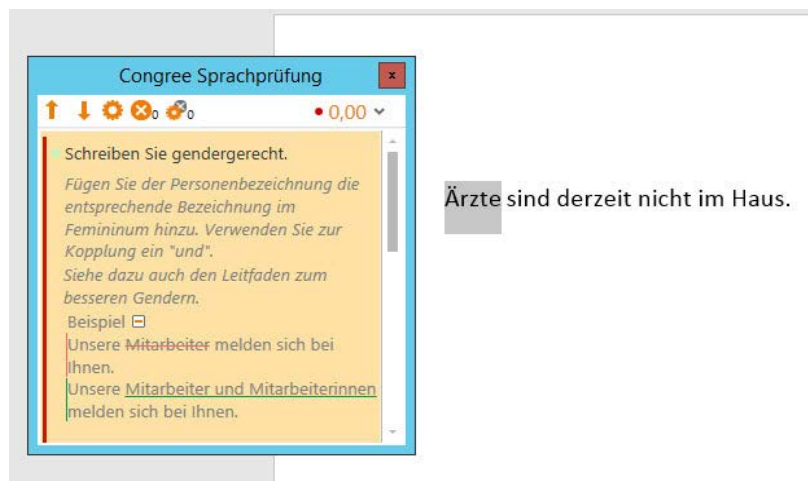 Congree Sprachprüfung
x
0 0 0,00
Schreiben Sie gendergerecht.
Fügen Sie der Personenbezeichnung die
entsprechende Bezeichnung im
Femininum hinzu. Verwenden Sie zur
Kopplung ein "und".
Siehe dazu auch den Leitfaden zum
besseren Gendern.
Beispiel
Unsere Mitarbeiter melden sich bei
Ihnen.
Unsere Mitarbeiter und Mitarbeiterinnen
melden sich bei Ihnen.
Ärzte sind derzeit nicht im Haus.